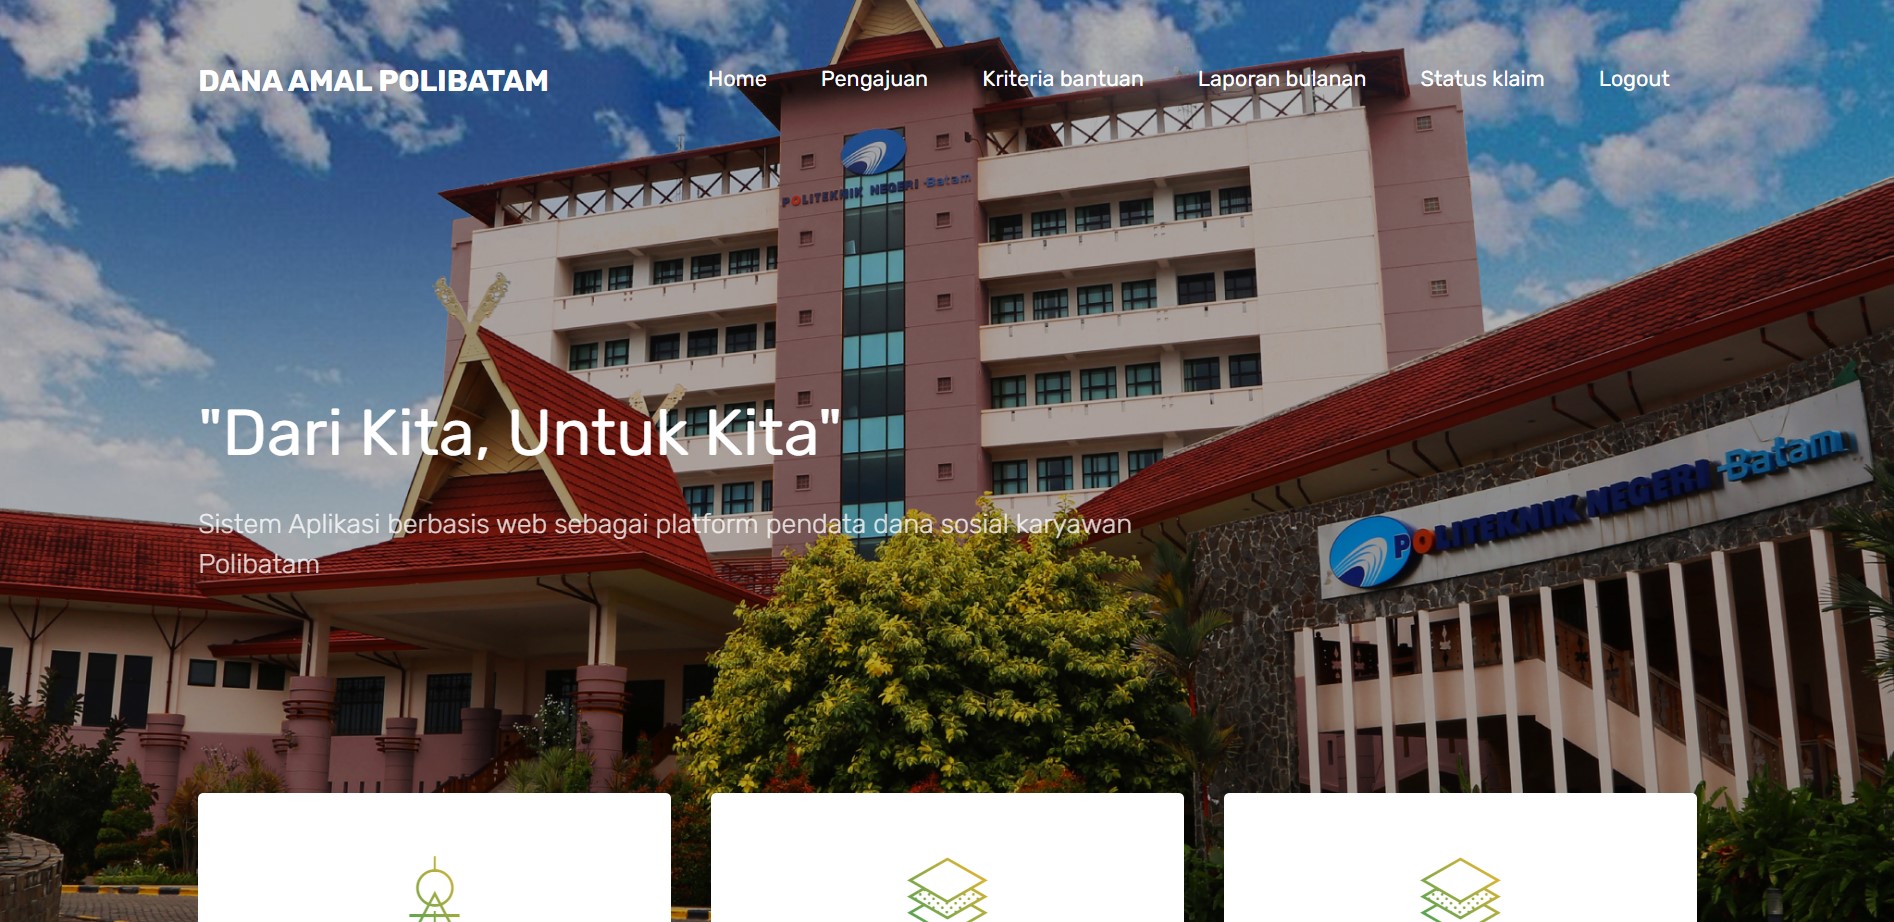 DANA AMAL POLIBATAM
Home Pengajuan Kriteria bantuan Laporan bulanan Status klaim Logout
POLITEKNIK NEGERI Batam
"Dari Kita, Untuk Kita"
POLITEKNIK NEGERI Batam
Sistem Aplikasi berbasis web sebagai platform pendata dana sosial karyawan
Polibatam